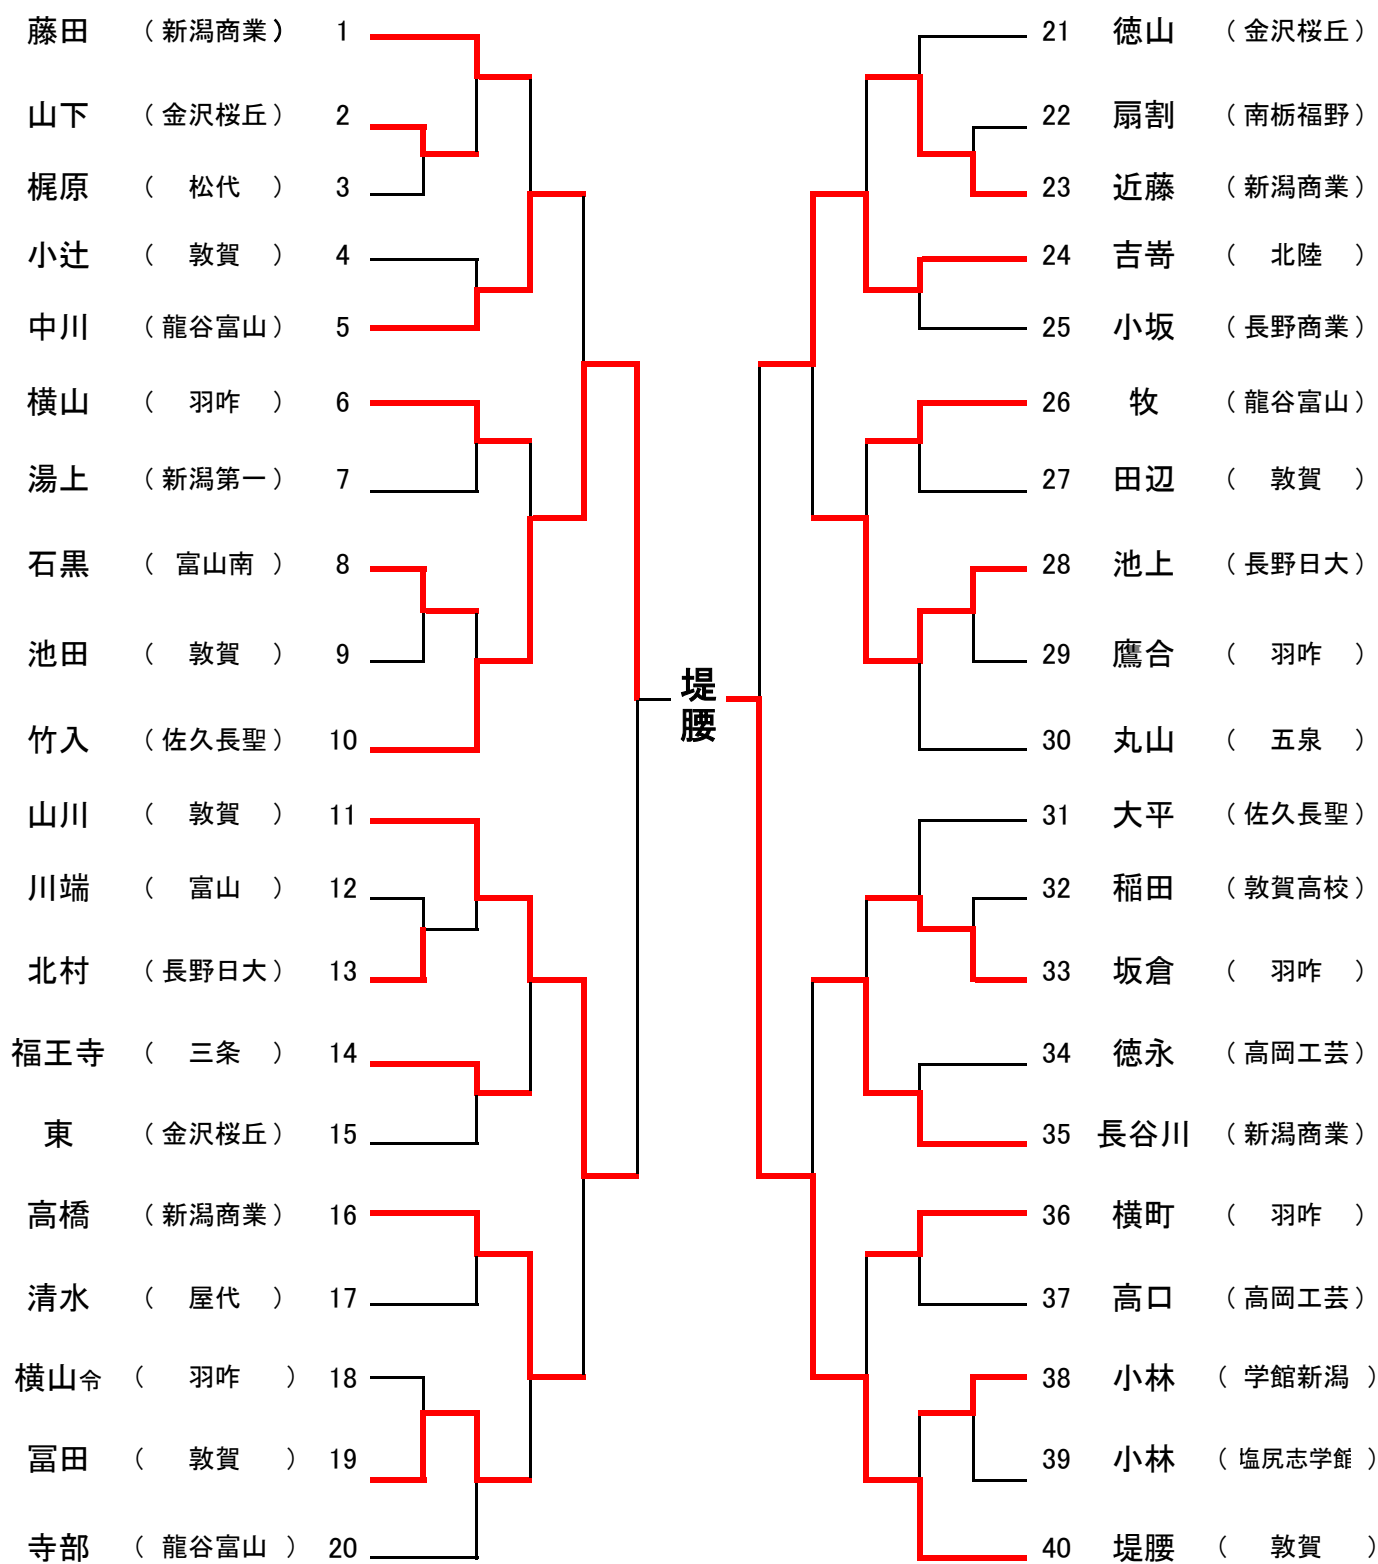 藤田 （ 新潟商業 ） 1
山下 （ 金沢桜丘 ） 2
梶原 （ 松代 ） 3
小辻 （ 敦賀 ） 4
中川 （ 龍谷富山 ） 5
横山 （ 羽咋 ） 6
湯上 （ 新潟第一 ） 7
石黒 （ 富山南 ） 8
池田 （ 敦賀 ） 9
竹入 （ 佐久長聖 ） 10
山川 （ 敦賀 ） 11
川端 （ 富山 ） 12
北村 （ 長野日大 ） 13
福王寺 （ 三条 ） 14
東 （ 金沢桜丘 ） 15
高橋 （ 新潟商業 ） 16
清水 （ 屋代 ） 17
横山令 （ 羽咋 ） 18
冨田 （ 敦賀 ） 19
寺部 （ 龍谷富山 ） 20
堤腰
21 徳山 （ 金沢桜丘 ）
22 扇割 （ 南栃福野 ）
23 近藤 （ 新潟商業 ）
24 吉嵜 （ 北陸 ）
25 小坂 （ 長野商業 ）
26 牧 （ 龍谷富山 ）
27 田辺 （ 敦賀 ）
28 池上 （ 長野日大 ）
29 鷹合 （ 羽咋 ）
30 丸山 （ 五泉 ）
31 大平 （ 佐久長聖 ）
32 稲田 （ 敦賀高校 ）
33 坂倉 （ 羽咋 ）
34 徳永 （ 高岡工芸 ）
35 長谷川 （ 新潟商業 ）
36 横町 （ 羽咋 ）
37 高口 （ 高岡工芸 ）
38 小林 （ 学館新潟 ）
39 小林 （ 塩尻志学館 ）
40 堤腰 （ 敦賀 ）